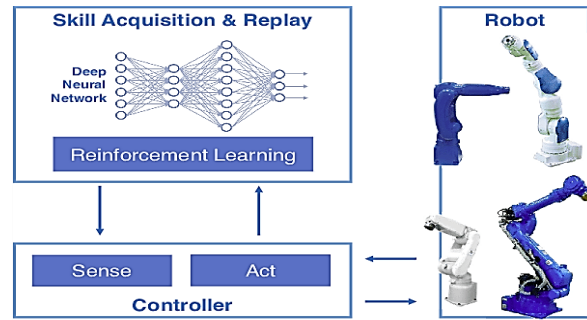 Skill Acquisition & Replay
Deep
Neural
Network
Reinforcement Learning
Sense
Act
Controller
Robot